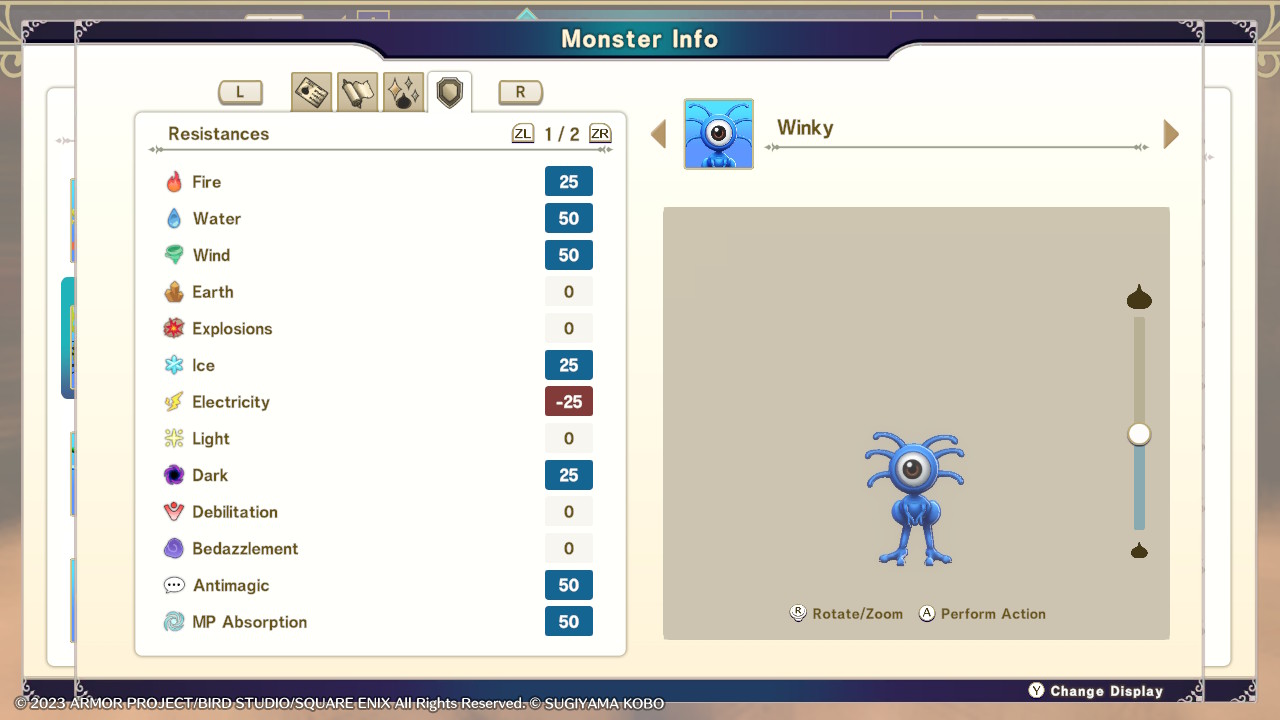 Monster Info
L
R
Resistances
ZL 1 / 2 ZR
Fire 25
Water 50
Wind 50
Earth 0
Explosions 0
Ice 25
Electricity -25
Light 0
Dark 25
Debilitation 0
Bedazzlement 0
Antimagic 50
MP Absorption 50
Winky
R Rotate/Zoom A Perform Action
Y Change Display
© 2023 ARMOR PROJECT/BIRD STUDIO/SQUARE ENIX All Rights Reserved. © SUGIYAMA KOBO